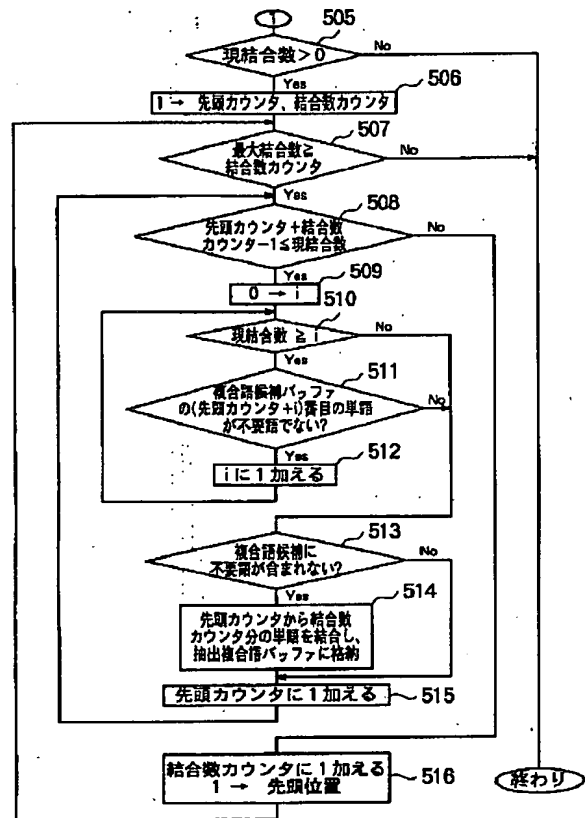 1
505
現結合数>0
No
Yes
506
1→ 先頭カウンタ、結合数カウンタ
507
最大結合数≧
結合数カウンタ
No
Yes
508
先頭カウンタ+結合数
カウンター1≦現結合数
No
Yes
509
0→i
510
現結合数≧i
No
Yes
511
複合語候補バッファ
の(先頭カウンタ+i)番目の単語
が不要語でない?
No
Yes
512
iに1加える
513
複合語候補に
不要語が含まれない?
No
Yes
514
先頭カウンタから結合数
カウンタ分の単語を結合し、
抽出複合語バッファに格納
先頭カウンタに1加える
515
結合数カウンタに1加える
1 → 先頭位置
516
終わり